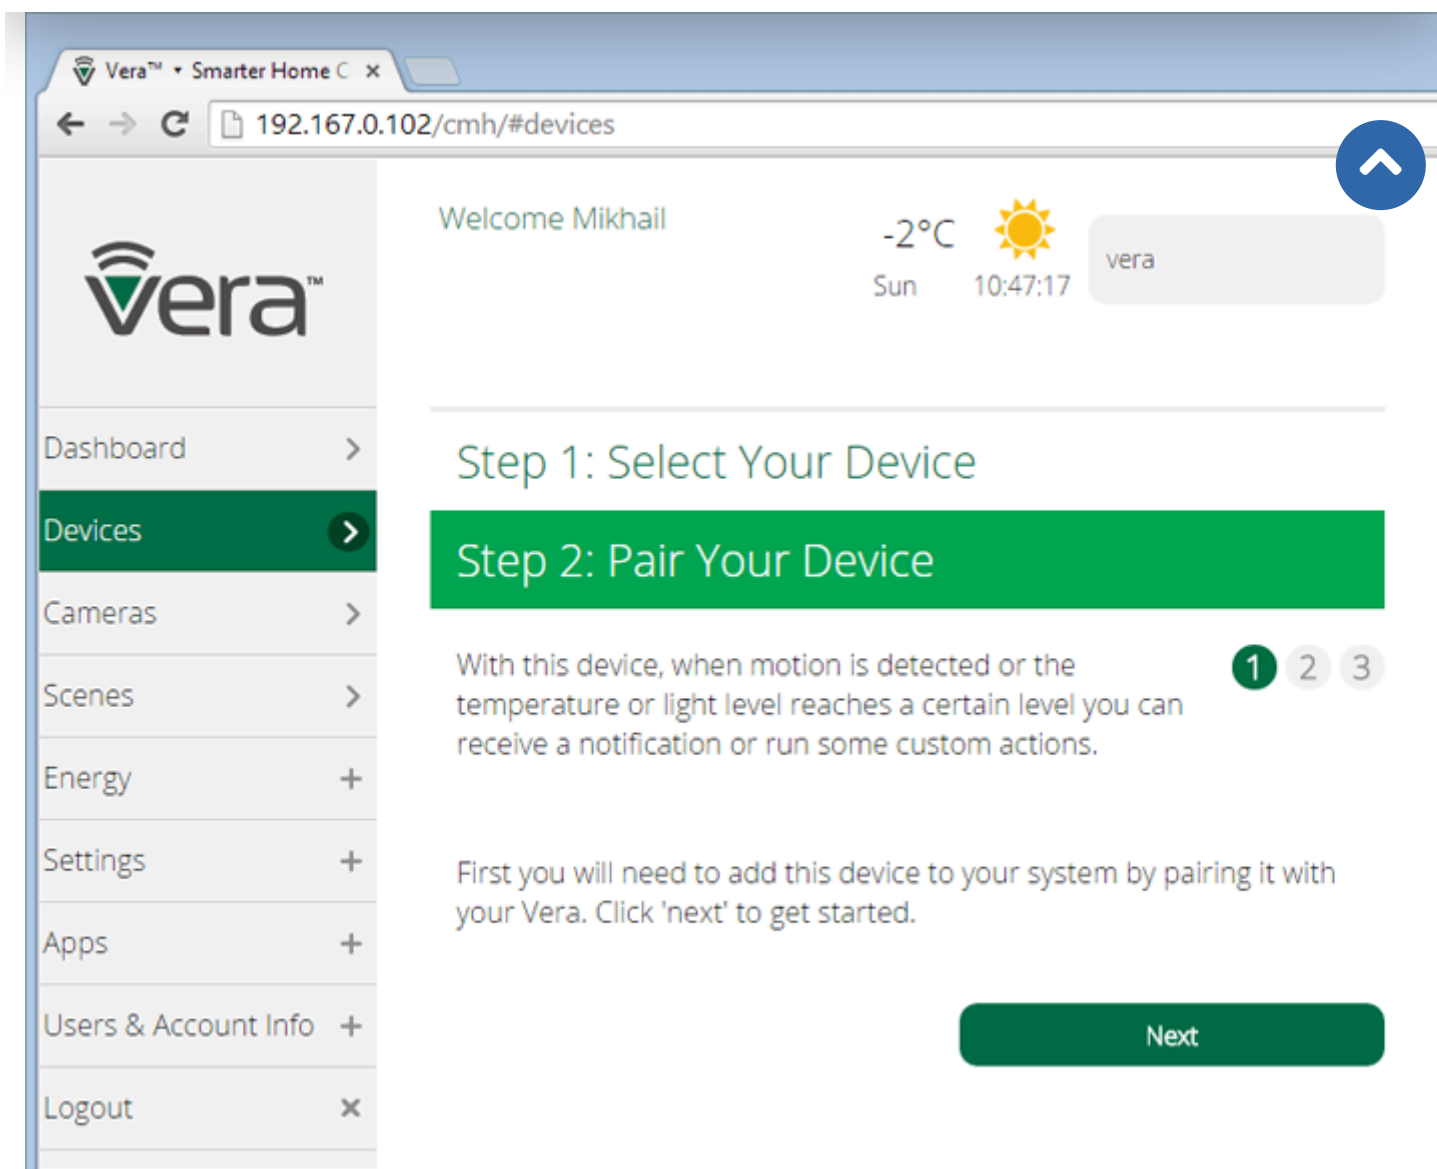 Vera™ • Smarter Home C
192.167.0.102/cmh/#devices
vera™
Welcome Mikhail
-2°C
Sun 10:47:17
vera
Dashboard
Devices
Cameras
Scenes
Energy
Settings
Apps
Users & Account Info
Logout
Step 1: Select Your Device
Step 2: Pair Your Device
With this device, when motion is detected or the
temperature or light level reaches a certain level you can
receive a notification or run some custom actions.
1 2 3
First you will need to add this device to your system by pairing it with
your Vera. Click 'next' to get started.
Next